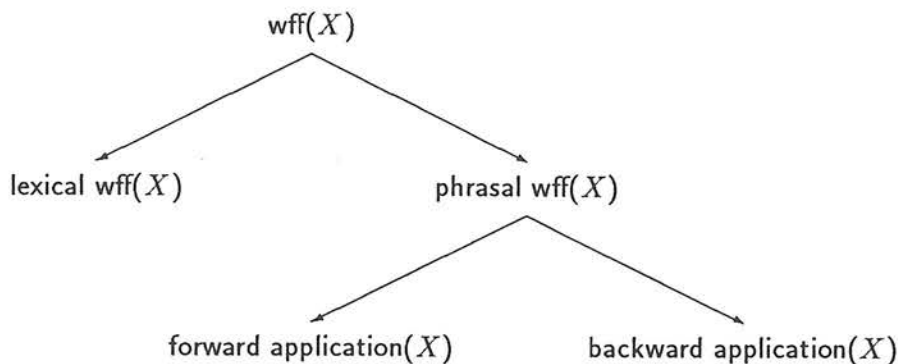 wff(X)
lexical wff(X)
phrasal wff(X)
forward application(X)
backward application(X)